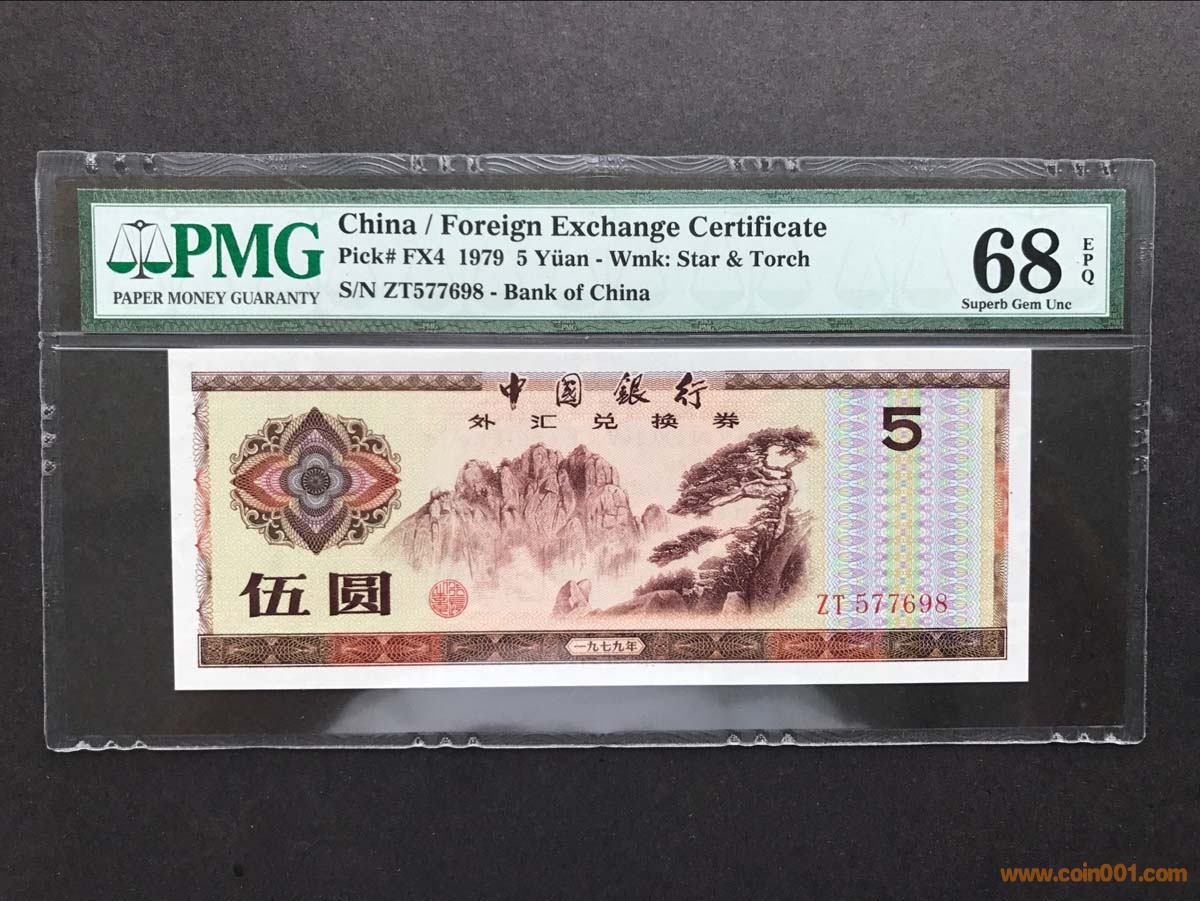 PMG
PAPER MONEY GUARANTY
China / Foreign Exchange Certificate
Pick# FX4 1979 5 Yüan - Wmk: Star & Torch
S/N ZT577698 - Bank of China
68
EPQ
Superb Gem Unc
中國銀行
外汇兑换券
5
伍圆
ZT 577698
一九七九年
www.coin001.com